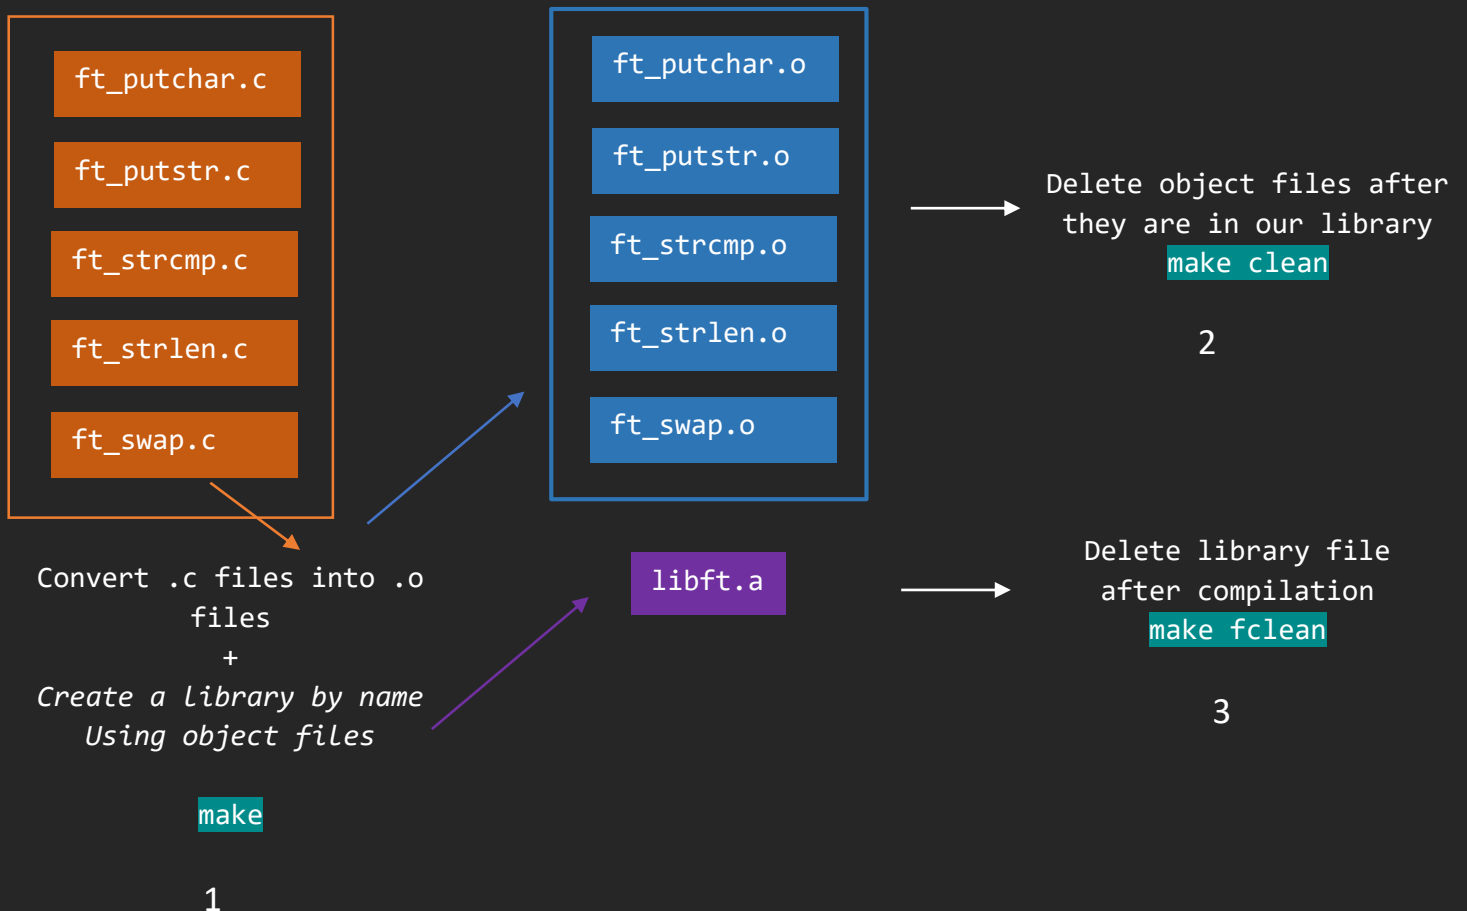 ft_putchar.c
ft_putstr.c
ft_strcmp.c
ft_strlen.c
ft_swap.c
Convert .c files into .o
files
+
Create a library by name
Using object files
make
1
ft_putchar.o
ft_putstr.o
ft_strcmp.o
ft_strlen.o
ft_swap.o
libft.a
Delete object files after
they are in our library
make clean
2
Delete library file
after compilation
make fclean
3